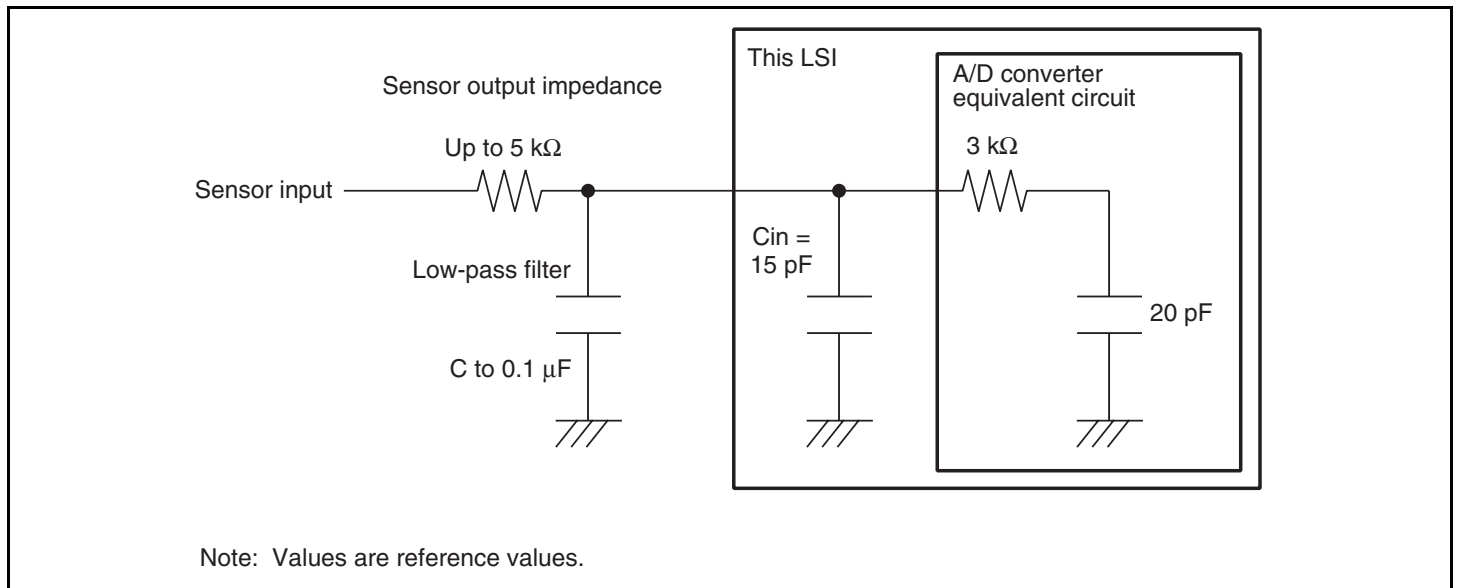 This LSI
A/D converter
equivalent circuit
Sensor output impedance
Up to 5 kΩ
3 kΩ
Sensor input
Cin =
15 pF
Low-pass filter
20 pF
C to 0.1 μF
Note: Values are reference values.